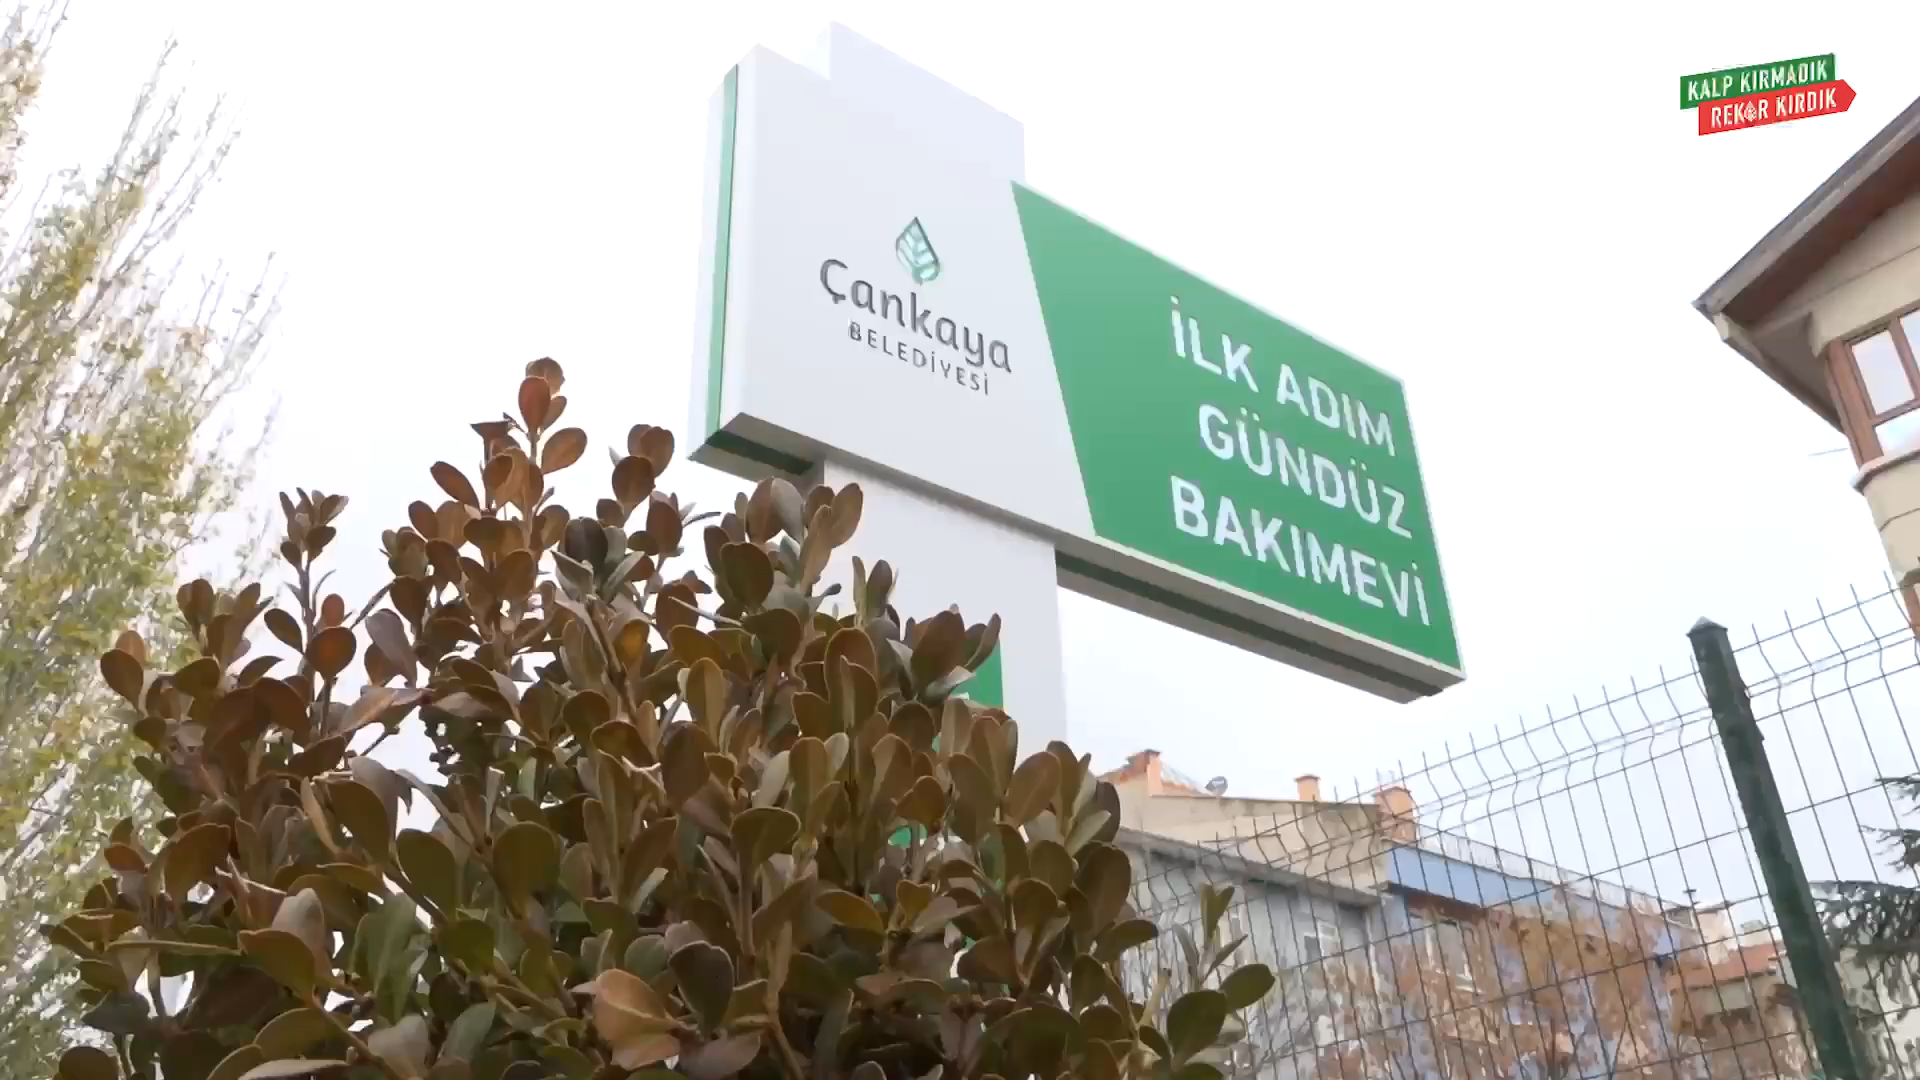 KALP KIRMADIK
REKOR KIRDIK
Çankaya
BELEDİYESİ
İLK ADIM
GÜNDÜZ
BAKIMEVİ